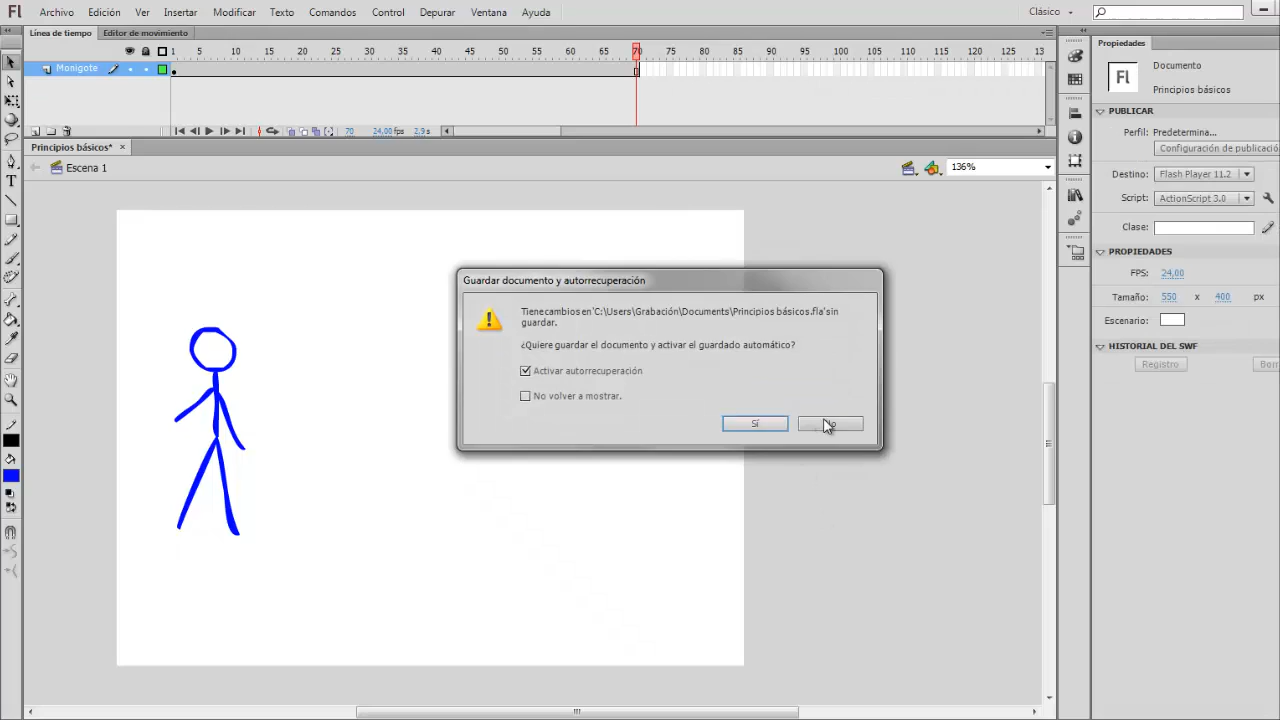 Fl Archivo Edición Ver Insertar Modificar Texto Comandos Control Depurar Ventana Ayuda Clásico
Línea de tiempo Editor de movimiento
1 5 10 15 20 25 30 35 40 45 50 55 60 65 70 75 80 85 90 95 100 105 110 115 120 125 13
Monigote
70 24,00 fps 2,9 s
Principios básicos*
Escena 1 136%
Guardar documento y autorrecuperación
Tiene cambios en 'C:\Users\Grabación\Documents\Principios básicos.fla' sin
guardar.
¿Quiere guardar el documento y activar el guardado automático?
Activar autorrecuperación
No volver a mostrar.
Sí
Propiedades
Fl
Documento
Principios básicos
PUBLICAR
Perfil: Predetermina...
Configuración de publicació
Destino: Flash Player 11.2
Script: ActionScript 3.0
Clase:
PROPIEDADES
FPS: 24,00
Tamaño: 550 x 400 px
Escenario:
HISTORIAL DEL SWF
Registro Borr